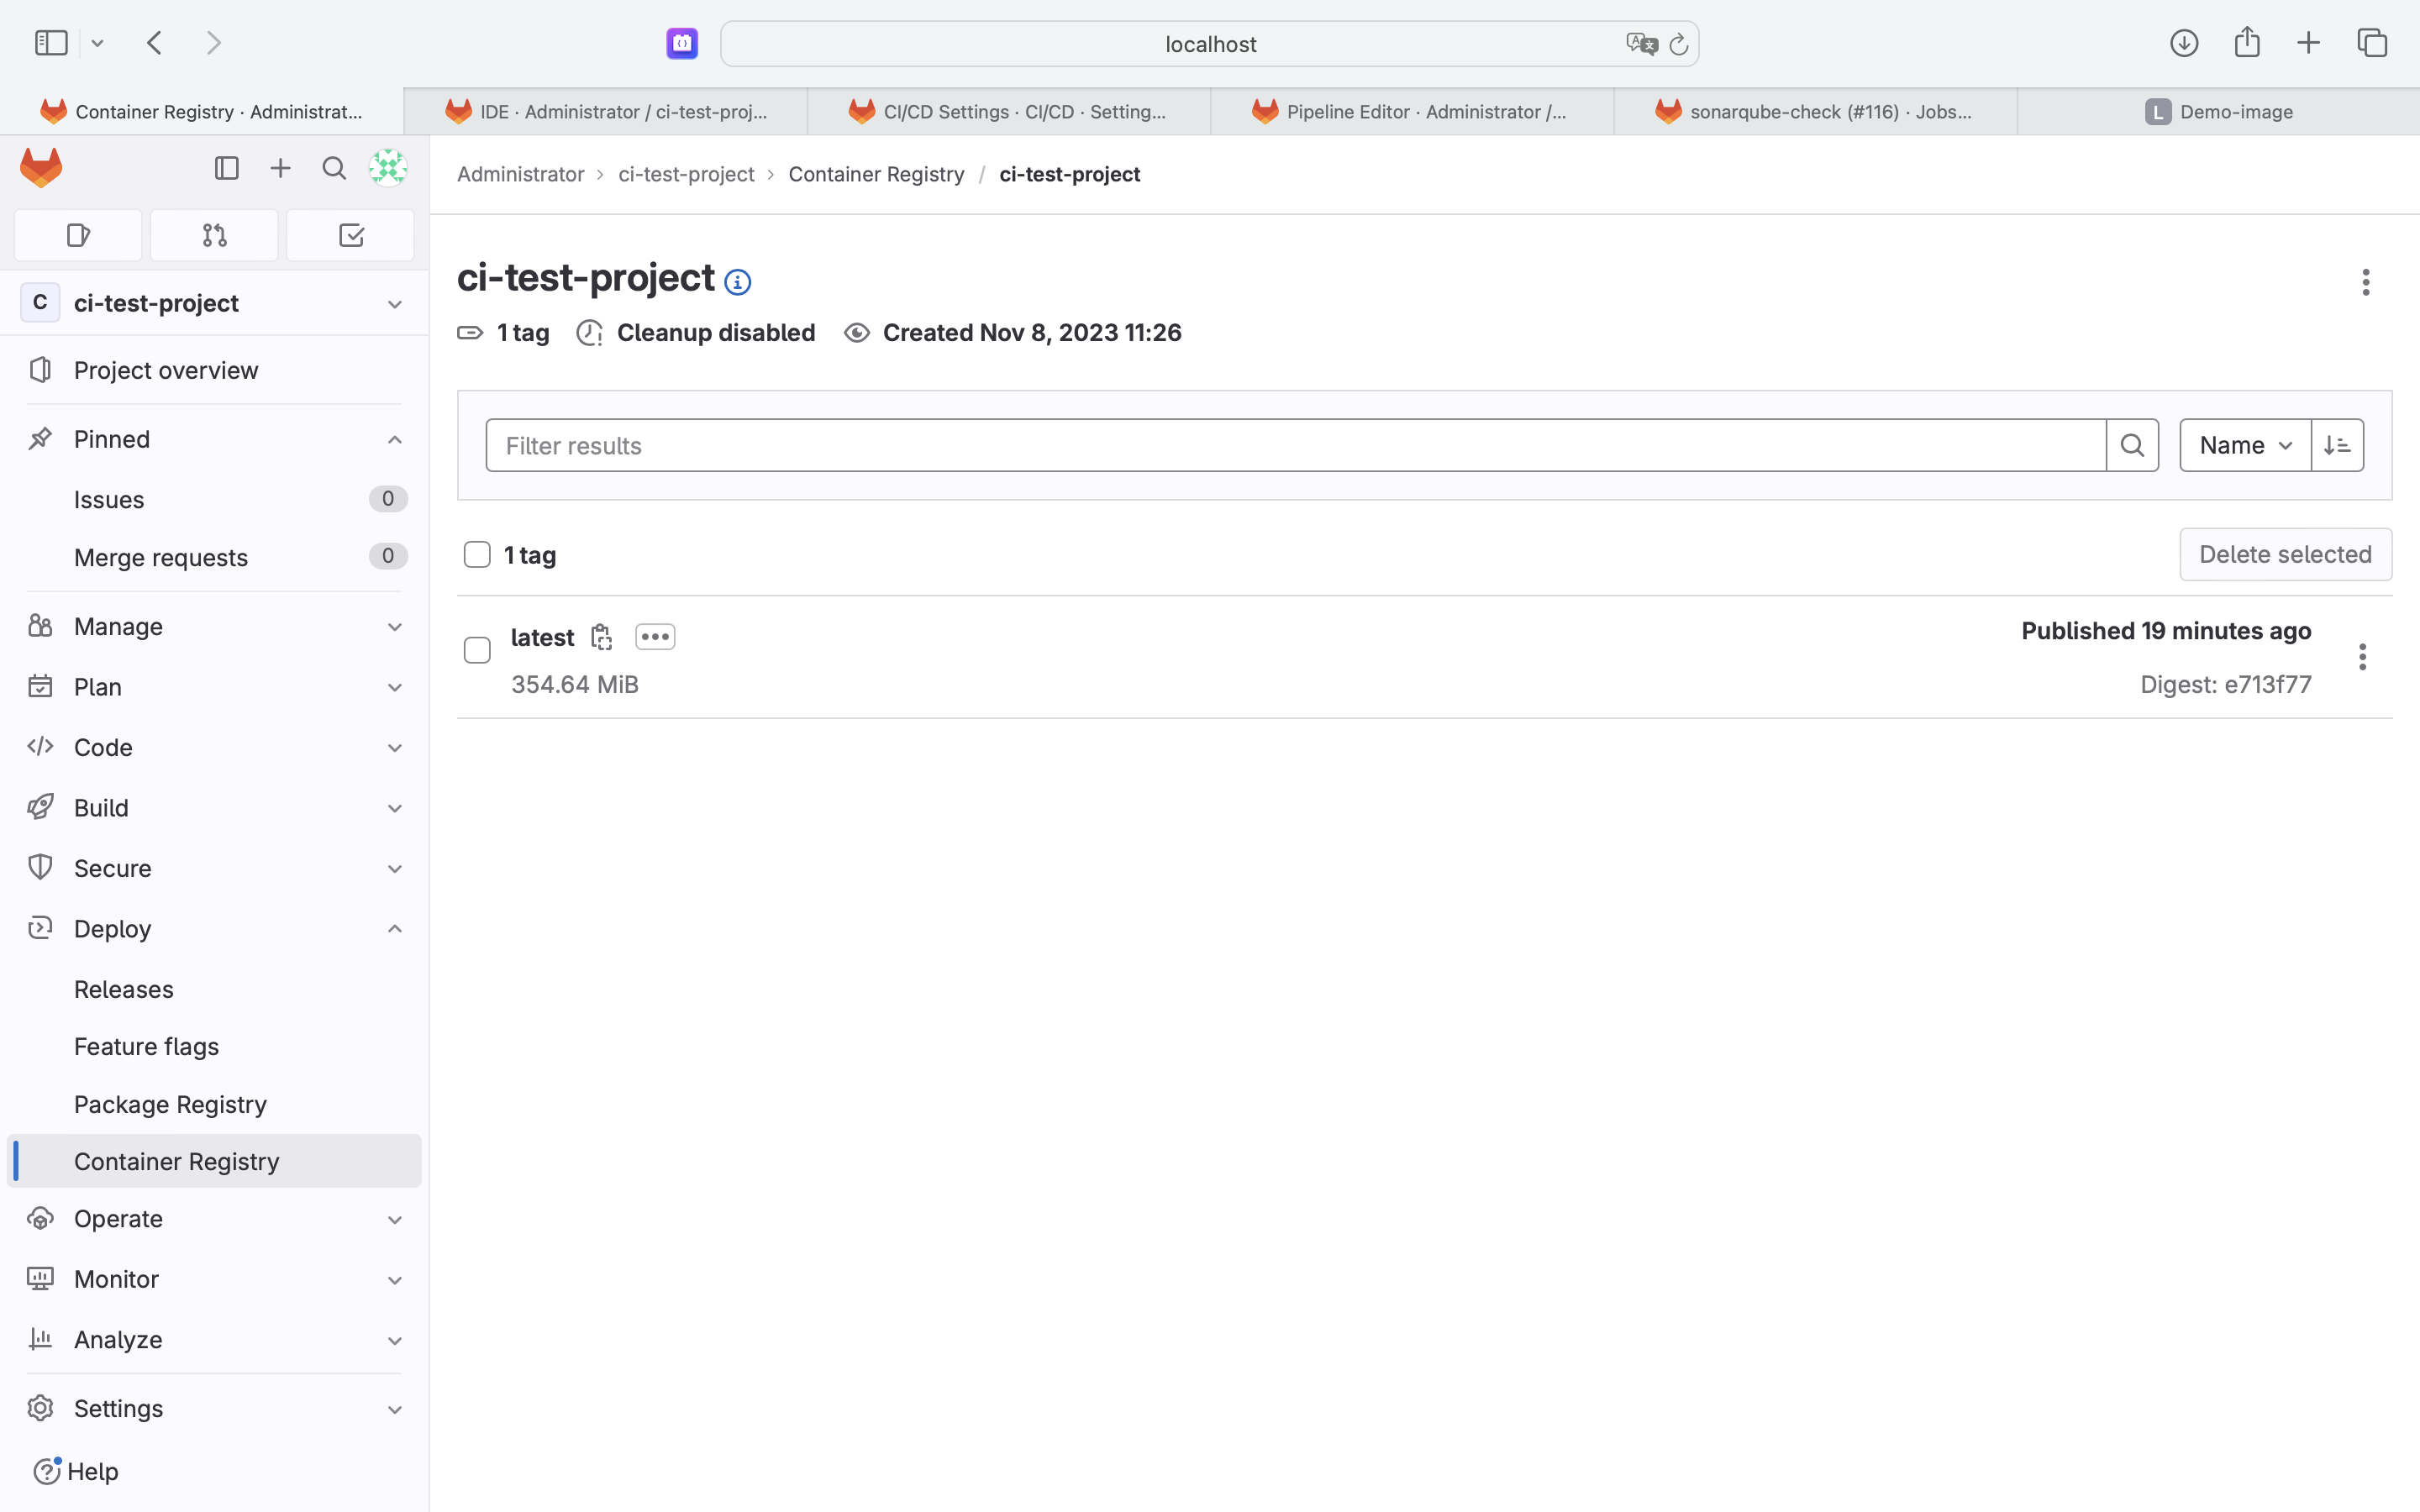 localhost
Container Registry · Administrat...
IDE · Administrator / ci-test-proj...
CI/CD Settings · CI/CD · Setting...
Pipeline Editor · Administrator /...
sonarqube-check (#116) · Jobs...
L Demo-image
Administrator › ci-test-project › Container Registry / ci-test-project
C ci-test-project
Project overview
Pinned
Issues 0
Merge requests 0
Manage
Plan
Code
Build
Secure
Deploy
Releases
Feature flags
Package Registry
Container Registry
Operate
Monitor
Analyze
Settings
Help
ci-test-project
1 tag Cleanup disabled Created Nov 8, 2023 11:26
Filter results
Name
1 tag
Delete selected
latest
Published 19 minutes ago
354.64 MiB
Digest: e713f77